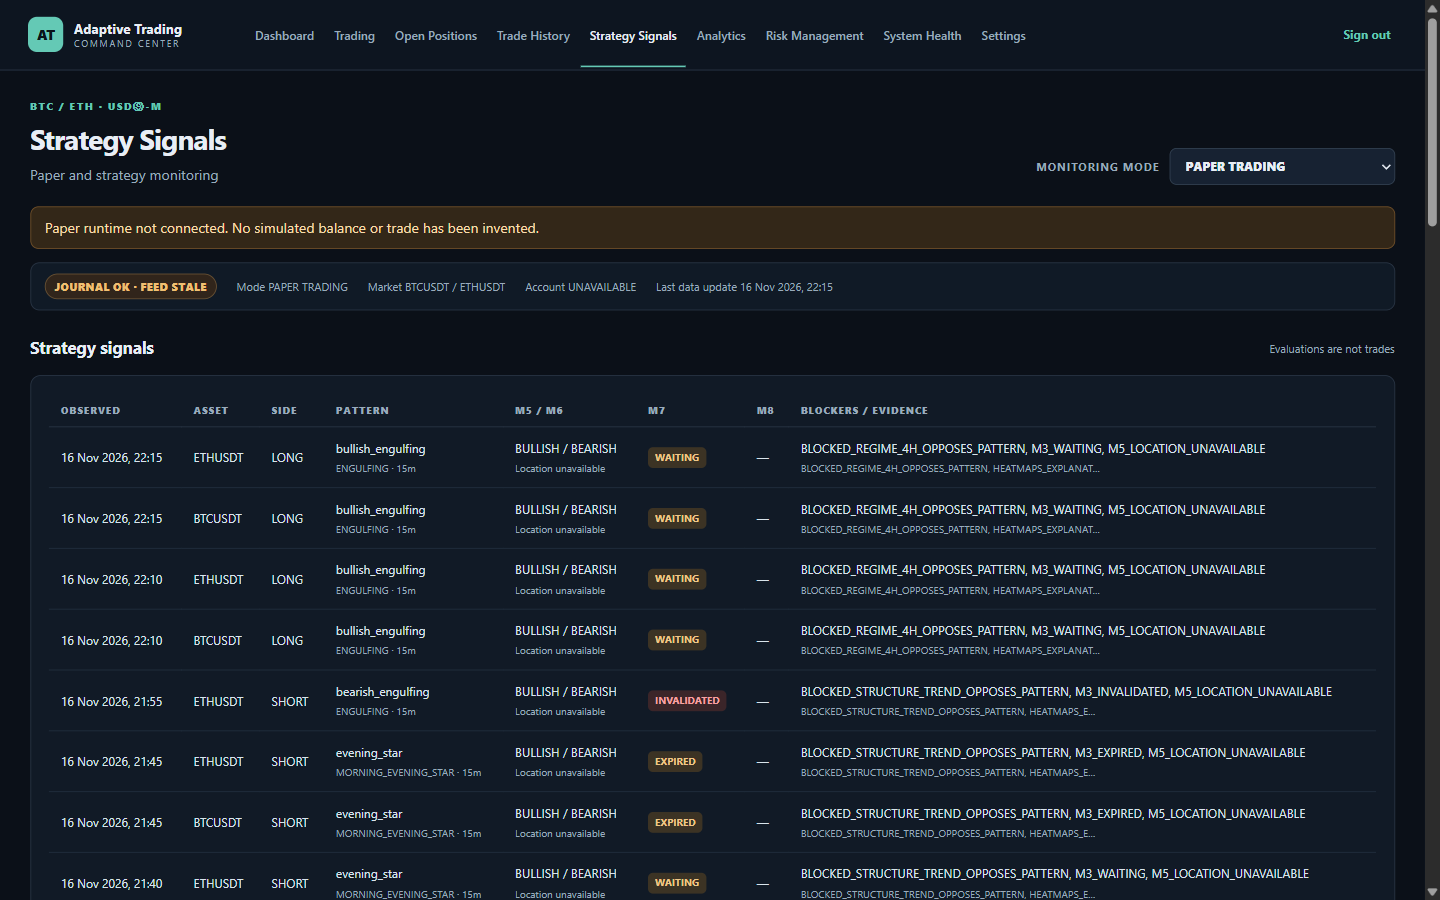 AT
Adaptive Trading
COMMAND CENTER
Dashboard Trading Open Positions Trade History Strategy Signals Analytics Risk Management System Health Settings
Sign out
BTC / ETH · USDⓈ-M
Strategy Signals
Paper and strategy monitoring
MONITORING MODE PAPER TRADING
Paper runtime not connected. No simulated balance or trade has been invented.
JOURNAL OK · FEED STALE Mode PAPER TRADING Market BTCUSDT / ETHUSDT Account UNAVAILABLE Last data update 16 Nov 2026, 22:15
Strategy signals
Evaluations are not trades
OBSERVED ASSET SIDE PATTERN M5 / M6 M7 M8 BLOCKERS / EVIDENCE
16 Nov 2026, 22:15 ETHUSDT LONG bullish_engulfing BULLISH / BEARISH WAITING — BLOCKED_REGIME_4H_OPPOSES_PATTERN, M3_WAITING, M5_LOCATION_UNAVAILABLE
ENGULFING · 15m Location unavailable BLOCKED_REGIME_4H_OPPOSES_PATTERN, HEATMAPS_EXPLANAT...
16 Nov 2026, 22:15 BTCUSDT LONG bullish_engulfing BULLISH / BEARISH WAITING — BLOCKED_REGIME_4H_OPPOSES_PATTERN, M3_WAITING, M5_LOCATION_UNAVAILABLE
ENGULFING · 15m Location unavailable BLOCKED_REGIME_4H_OPPOSES_PATTERN, HEATMAPS_EXPLANAT...
16 Nov 2026, 22:10 ETHUSDT LONG bullish_engulfing BULLISH / BEARISH WAITING — BLOCKED_REGIME_4H_OPPOSES_PATTERN, M3_WAITING, M5_LOCATION_UNAVAILABLE
ENGULFING · 15m Location unavailable BLOCKED_REGIME_4H_OPPOSES_PATTERN, HEATMAPS_EXPLANAT...
16 Nov 2026, 22:10 BTCUSDT LONG bullish_engulfing BULLISH / BEARISH WAITING — BLOCKED_REGIME_4H_OPPOSES_PATTERN, M3_WAITING, M5_LOCATION_UNAVAILABLE
ENGULFING · 15m Location unavailable BLOCKED_REGIME_4H_OPPOSES_PATTERN, HEATMAPS_EXPLANAT...
16 Nov 2026, 21:55 ETHUSDT SHORT bearish_engulfing BULLISH / BEARISH INVALIDATED — BLOCKED_STRUCTURE_TREND_OPPOSES_PATTERN, M3_INVALIDATED, M5_LOCATION_UNAVAILABLE
ENGULFING · 15m Location unavailable BLOCKED_STRUCTURE_TREND_OPPOSES_PATTERN, HEATMAPS_E...
16 Nov 2026, 21:45 ETHUSDT SHORT evening_star BULLISH / BEARISH EXPIRED — BLOCKED_STRUCTURE_TREND_OPPOSES_PATTERN, M3_EXPIRED, M5_LOCATION_UNAVAILABLE
MORNING_EVENING_STAR · 15m Location unavailable BLOCKED_STRUCTURE_TREND_OPPOSES_PATTERN, HEATMAPS_E...
16 Nov 2026, 21:45 BTCUSDT SHORT evening_star BULLISH / BEARISH EXPIRED — BLOCKED_STRUCTURE_TREND_OPPOSES_PATTERN, M3_EXPIRED, M5_LOCATION_UNAVAILABLE
MORNING_EVENING_STAR · 15m Location unavailable BLOCKED_STRUCTURE_TREND_OPPOSES_PATTERN, HEATMAPS_E...
16 Nov 2026, 21:40 ETHUSDT SHORT evening_star BULLISH / BEARISH WAITING — BLOCKED_STRUCTURE_TREND_OPPOSES_PATTERN, M3_WAITING, M5_LOCATION_UNAVAILABLE
MORNING_EVENING_STAR · 15m Location unavailable BLOCKED_STRUCTURE_TREND_OPPOSES_PATTERN, HEATMAPS_E...